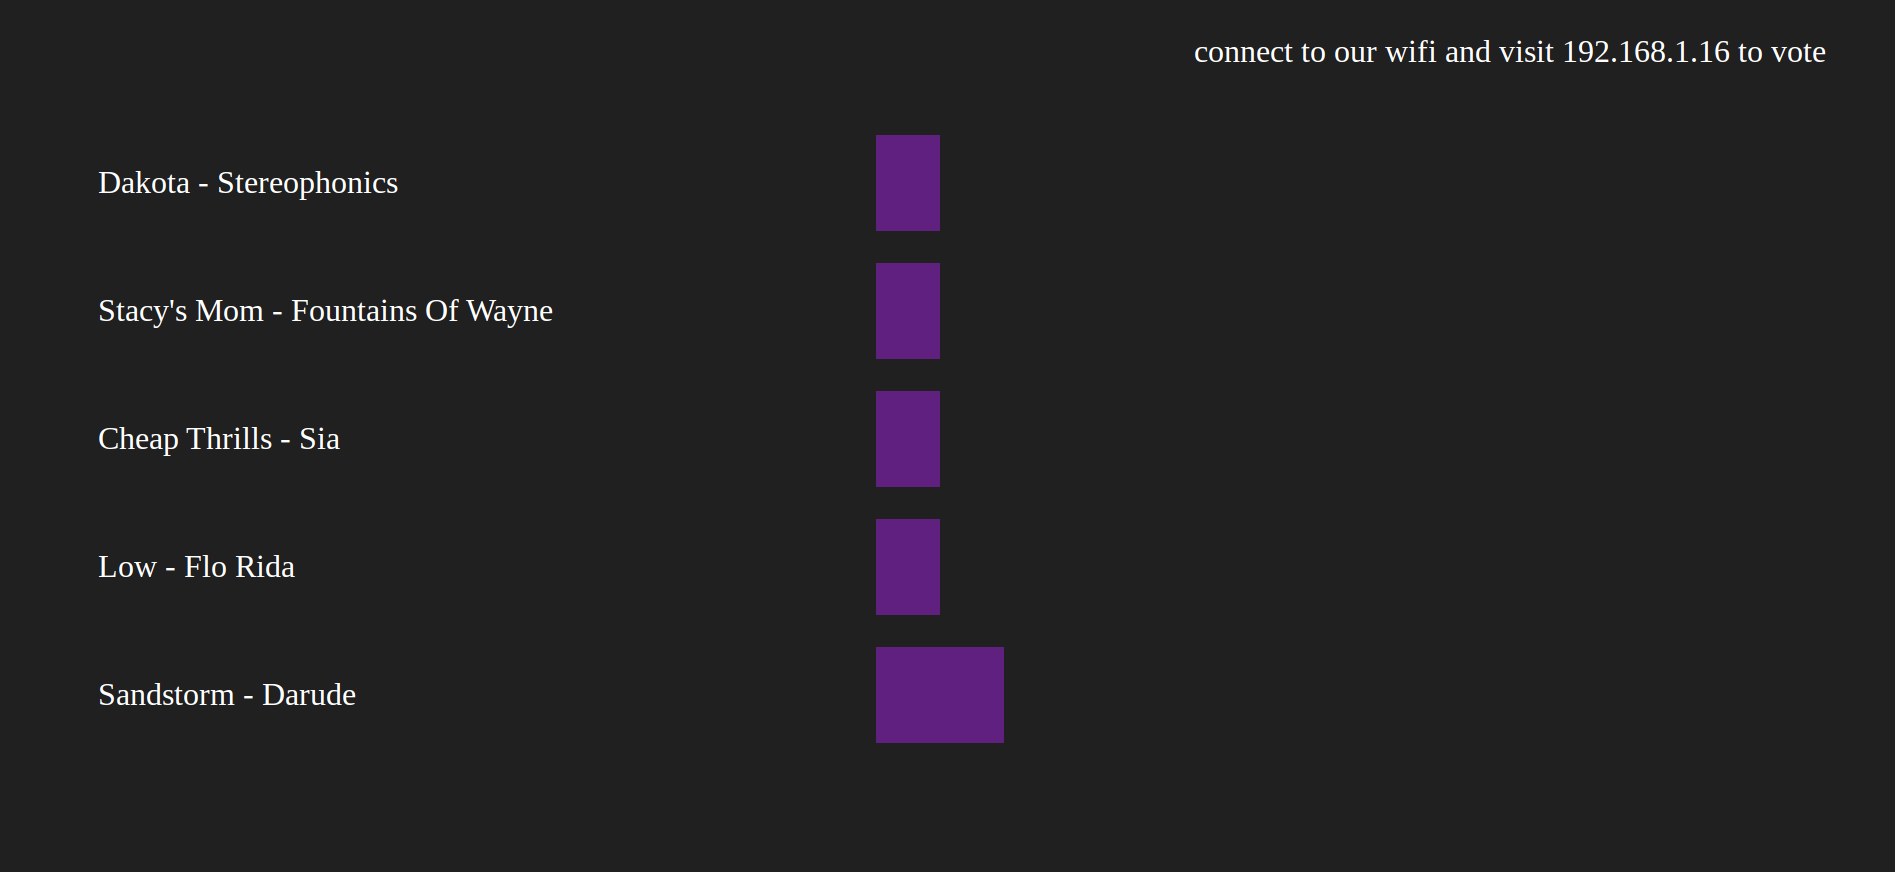 connect to our wifi and visit 192.168.1.16 to vote
Dakota - Stereophonics
Stacy's Mom - Fountains Of Wayne
Cheap Thrills - Sia
Low - Flo Rida
Sandstorm - Darude